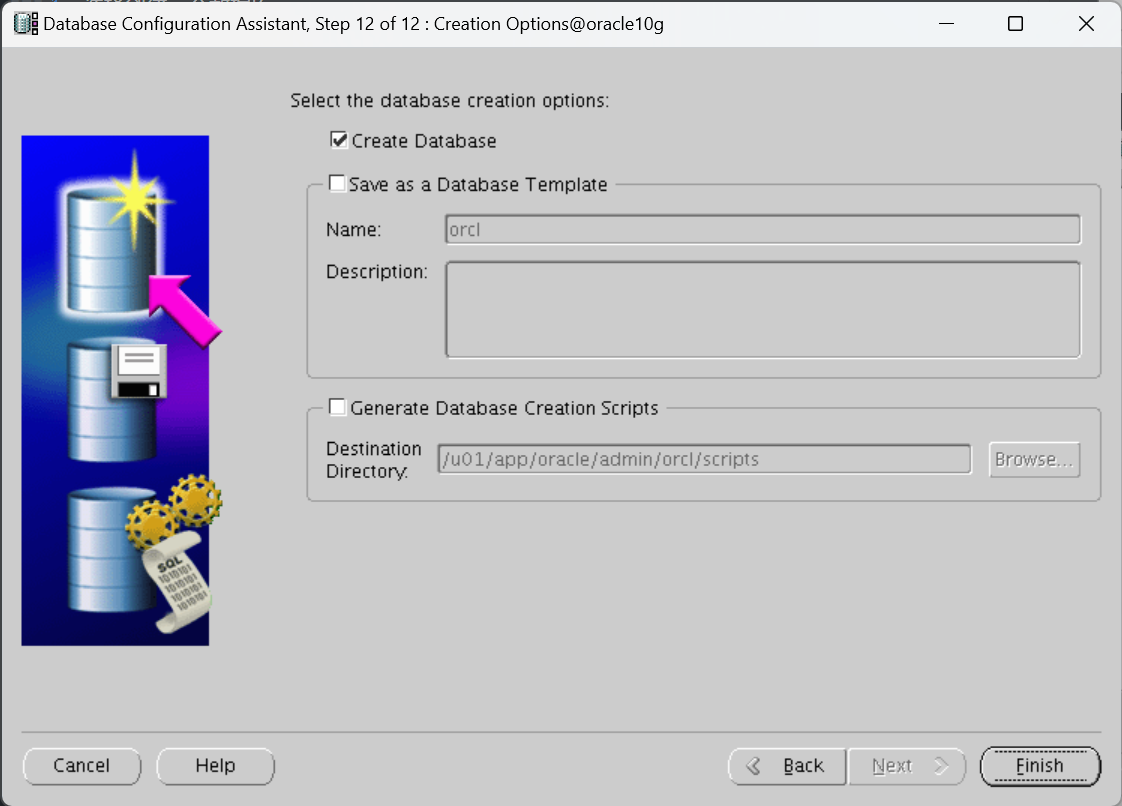 Database Configuration Assistant, Step 12 of 12 : Creation Options@oracle10g
Select the database creation options:
Create Database
Save as a Database Template
Name:
orcl
Description:
Generate Database Creation Scripts
Destination
Directory:
/u01/app/oracle/admin/orcl/scripts
Browse...
SQL
1010101
1010101
1010101
1010101
Cancel
Help
Back
Next
Finish